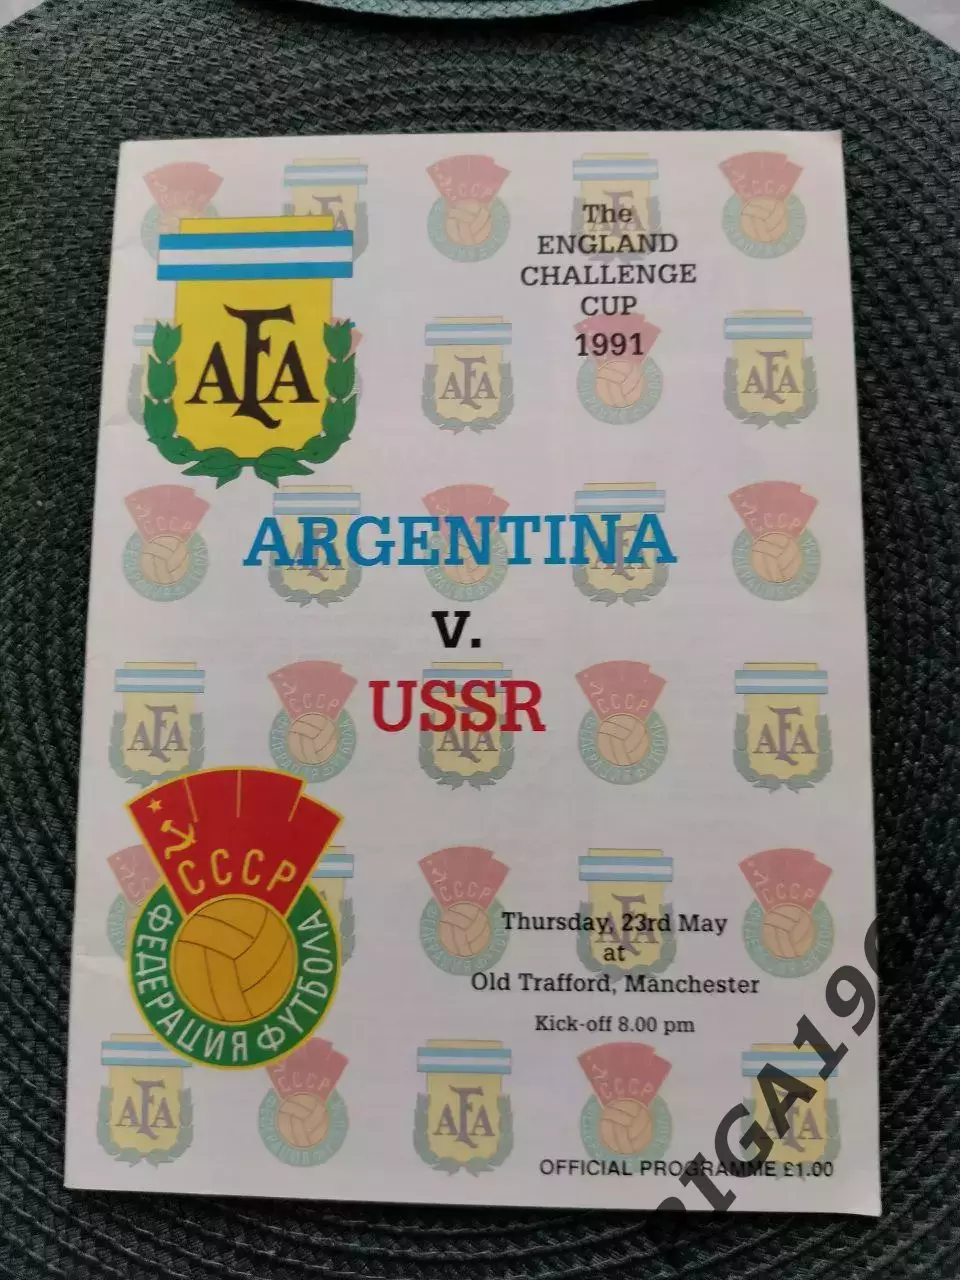 The
ENGLAND
CHALLENGE
CUP
1991
AFA
ARGENTINA
v.
USSR
СССР
ФЕДЕРАЦИЯ ФУТБОЛА
Thursday, 23rd May
at
Old Trafford, Manchester
Kick-off 8.00 pm
OFFICIAL PROGRAMME £1.00